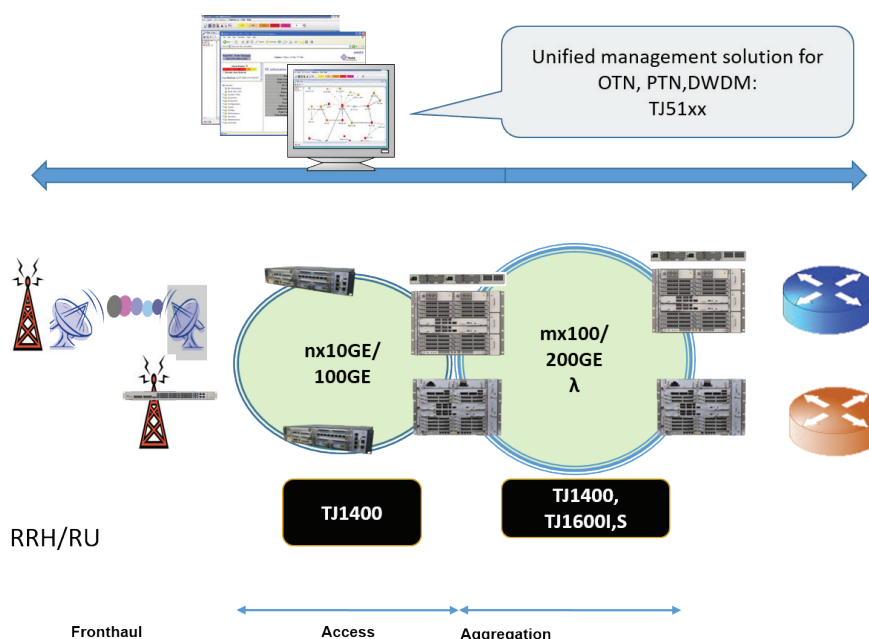 Unified management solution for
OTN, PTN,DWDM:
TJ51xx
nx10GE/
100GE
mx100/
200GE
λ
TJ1400
TJ1400,
TJ1600I,S
RRH/RU
Fronthaul
Access
Aggregation